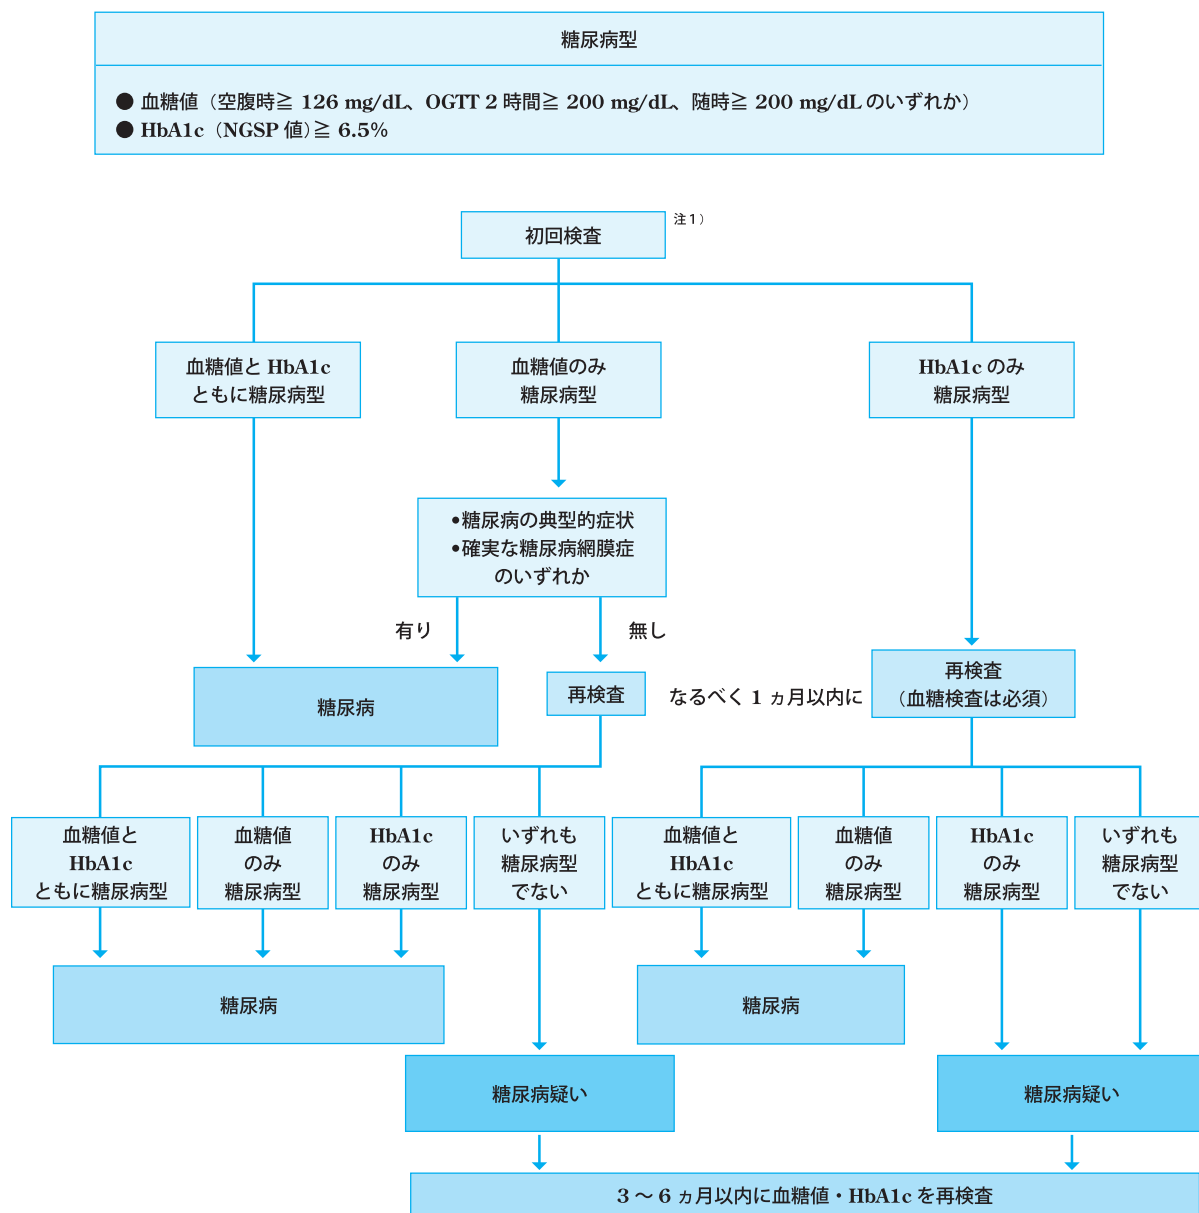 糖尿病型
● 血糖値（空腹時≧ 126 mg/dL、OGTT 2 時間≧ 200 mg/dL、随時≧ 200 mg/dL のいずれか）
● HbA1c（NGSP 値）≧ 6.5%
初回検査
注1）
血糖値と HbA1c
ともに糖尿病型
血糖値のみ
糖尿病型
HbA1c のみ
糖尿病型
•糖尿病の典型的症状
•確実な糖尿病網膜症
のいずれか
有り
無し
糖尿病
再検査
なるべく 1 ヵ月以内に
再検査
（血糖検査は必須）
血糖値と
HbA1c
ともに糖尿病型
血糖値
のみ
糖尿病型
HbA1c
のみ
糖尿病型
いずれも
糖尿病型
でない
血糖値と
HbA1c
ともに糖尿病型
血糖値
のみ
糖尿病型
HbA1c
のみ
糖尿病型
いずれも
糖尿病型
でない
糖尿病
糖尿病
糖尿病疑い
糖尿病疑い
3 〜 6 ヵ月以内に血糖値・HbA1c を再検査